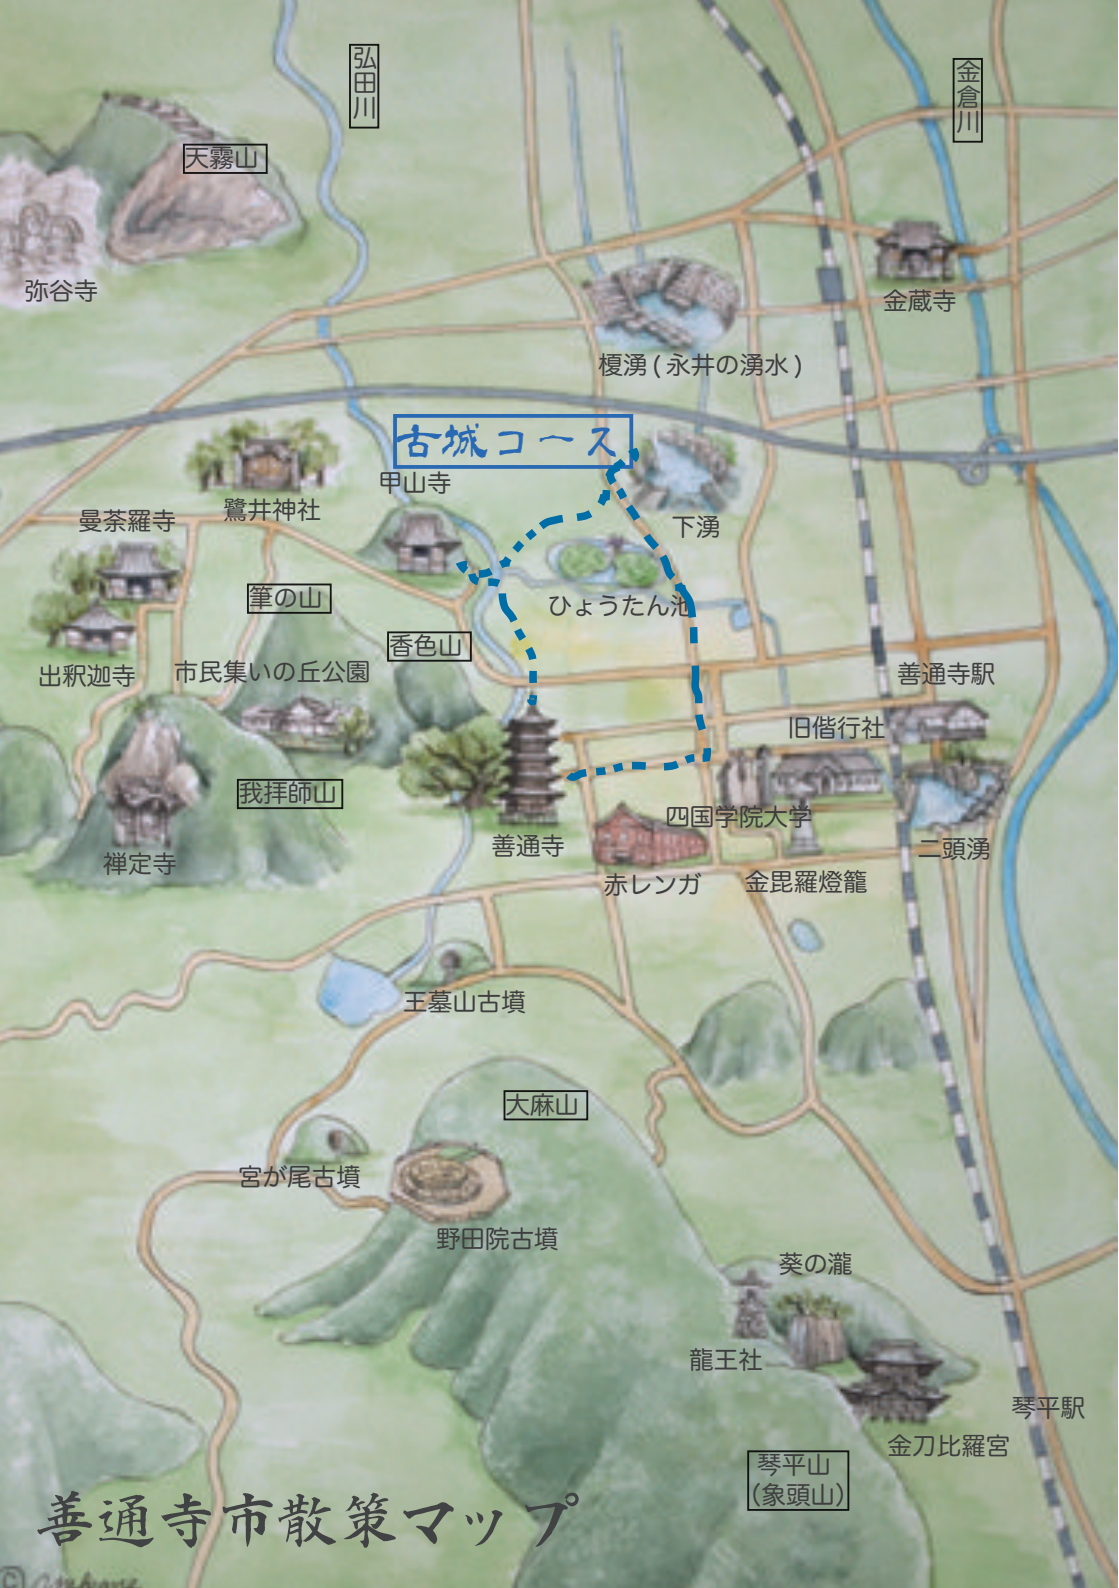 弘田川
金倉川
天霧山
弥谷寺
金蔵寺
榎湧(永井の湧水)
古城コース
甲山寺
鷺井神社
曼荼羅寺
下湧
筆の山
ひょうたん池
香色山
出釈迦寺
市民集いの丘公園
善通寺駅
旧偕行社
我拝師山
四国学院大学
善通寺
二頭湧
禅定寺
赤レンガ
金毘羅燈籠
王墓山古墳
大麻山
宮が尾古墳
野田院古墳
葵の瀧
龍王社
琴平駅
金刀比羅宮
琴平山
(象頭山)
善通寺市散策マップ